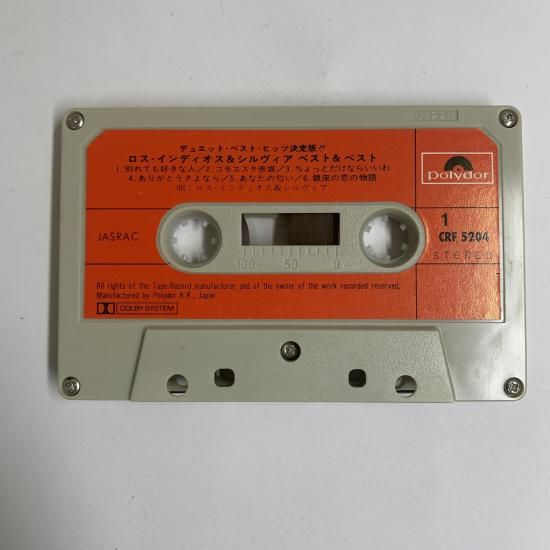 JAPAN
デュエット・ベスト・ヒッツ決定版!!
ロス・インディオス&シルヴィア ベスト&ベスト
1.別れても好きな人/2.コモエスタ赤坂/3.ちょっとだけならいいわ
4.ありがとうさよなら/5.あなたの匂い/6.銀座の恋の物語
唄:ロス・インディオス&シルヴィア
polydor
JASRAC
1
CRF 5204
STEREO
100 50 0
All rights of the Tape-Record manufacturer and of the owner of the work recorded reserved.
Manufactured by Polydor K.K., Japan
DOLBY SYSTEM